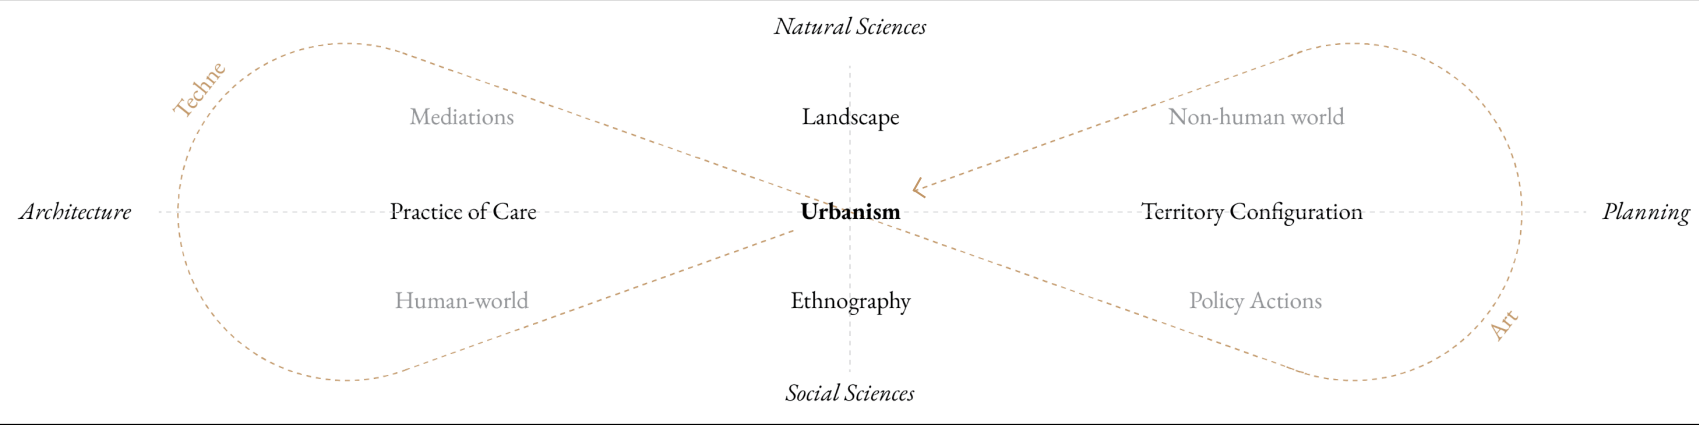 Natural Sciences
Techne
Mediations
Landscape
Non-human world
Architecture
Practice of Care
Urbanism
Territory Configuration
Planning
Human-world
Ethnography
Policy Actions
Art
Social Sciences